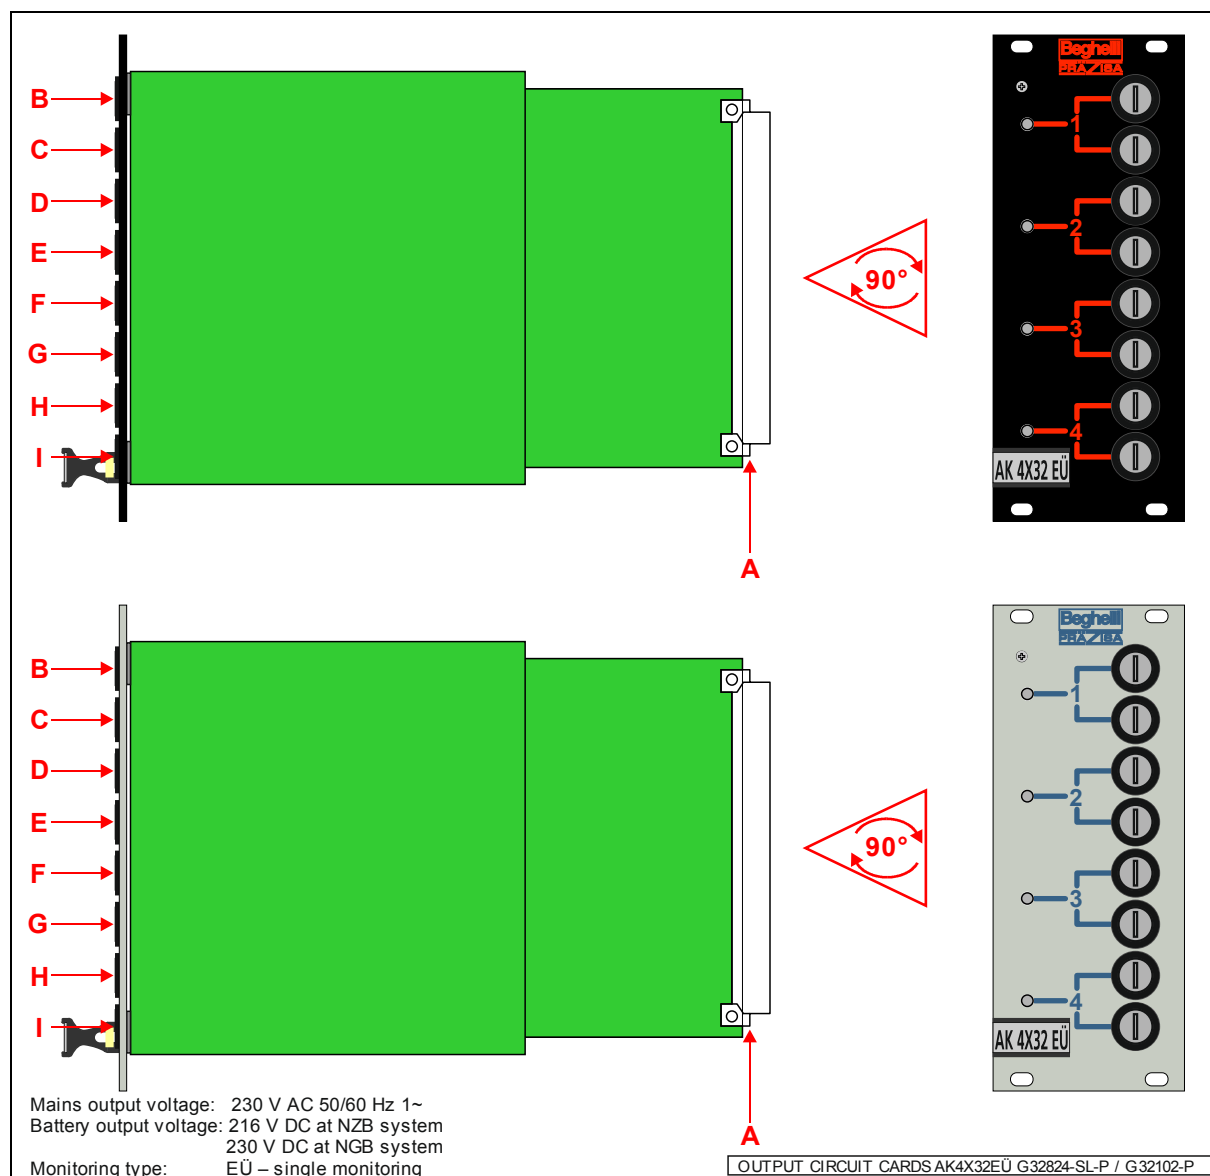 Beghelli
PRÄZISA
B
C
D
E
F
G
H
I
A
90°
1
2
3
4
AK 4X32 EÜ
Beghelli
PRÄZISA
B
C
D
E
F
G
H
I
A
90°
1
2
3
4
AK 4X32 EÜ
Mains output voltage: 230 V AC 50/60 Hz 1~
Battery output voltage: 216 V DC at NZB system
230 V DC at NGB system
Monitoring type: EÜ – single monitoring
OUTPUT CIRCUIT CARDS AK4X32EÜ G32824-SL-P / G32102-P